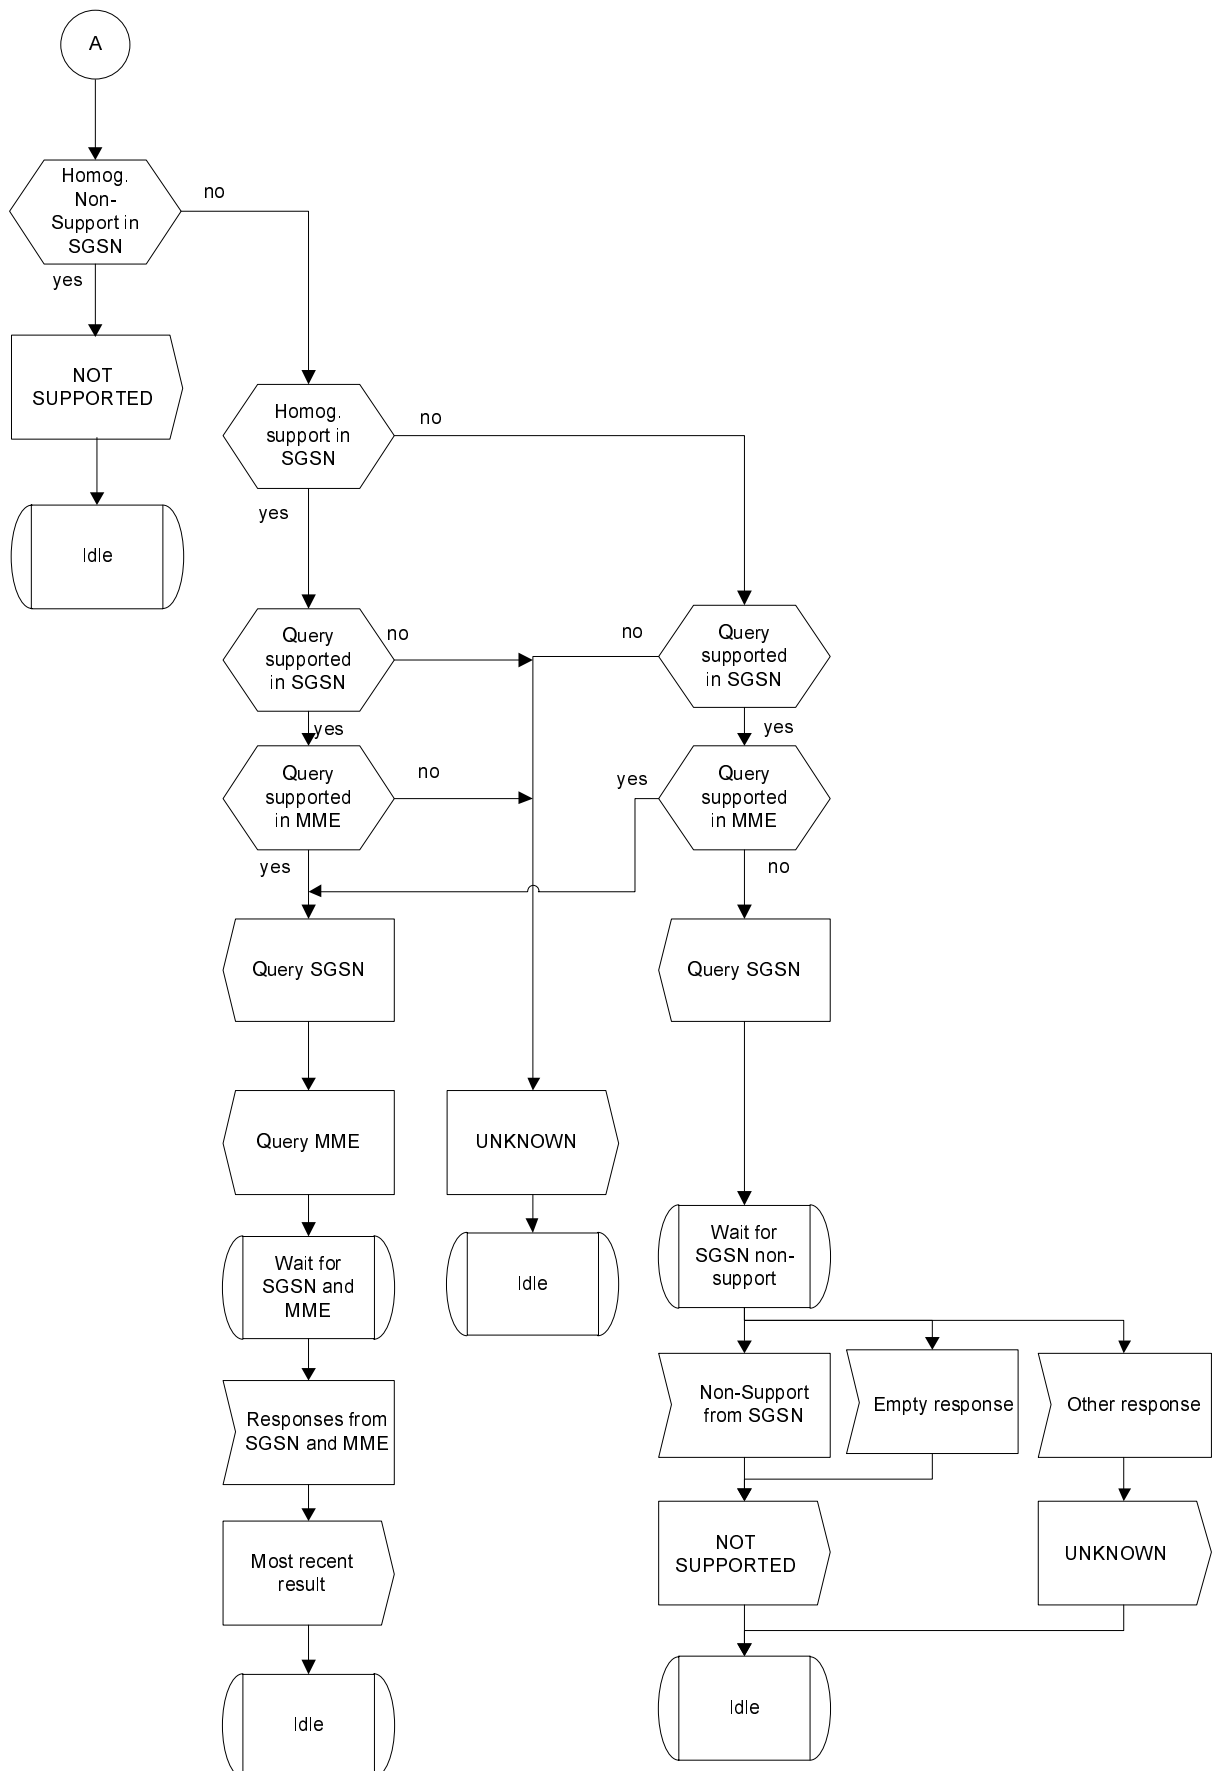 A
Homog.
Non-
Support in
SGSN
no
yes
NOT
SUPPORTED
Idle
Homog.
support in
SGSN
no
yes
Query
supported
in SGSN
no
yes
Query
supported
in SGSN
no
yes
Query
supported
in MME
no
yes
Query
supported
in MME
yes
no
Query SGSN
Query SGSN
Query MME
UNKNOWN
Wait for
SGSN and
MME
Idle
Wait for
SGSN non-
support
Responses from
SGSN and MME
Non-Support
from SGSN
Empty response
Other response
Most recent
result
NOT
SUPPORTED
UNKNOWN
Idle
Idle